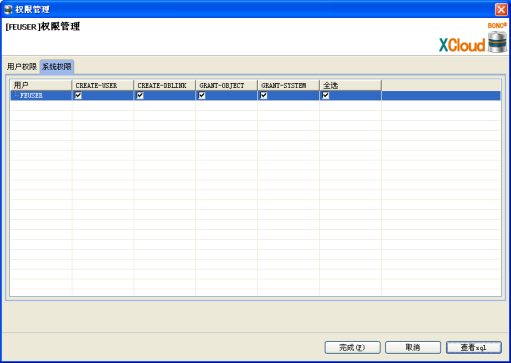 权限管理
[FEUSER]权限管理
BONC®
XCloud
用户权限 系统权限
用户 CREATE-USER CREATE-DBLINK GRANT-OBJECT GRANT-SYSTEM 全选
FEUSER
完成(F) 取消 查看sql